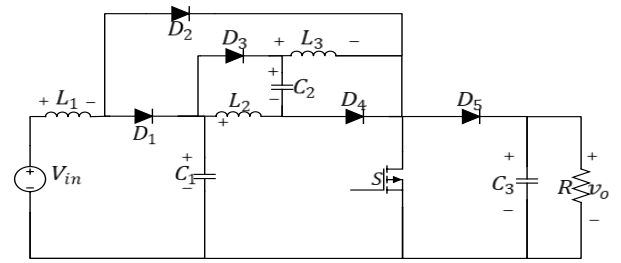 D2
D3 + L3 −
+
C2
−
+ L1 − L2 D4 D5
D1 +
+
Vin
+
−
C1
−
S
+ +
C3 R vo
− −